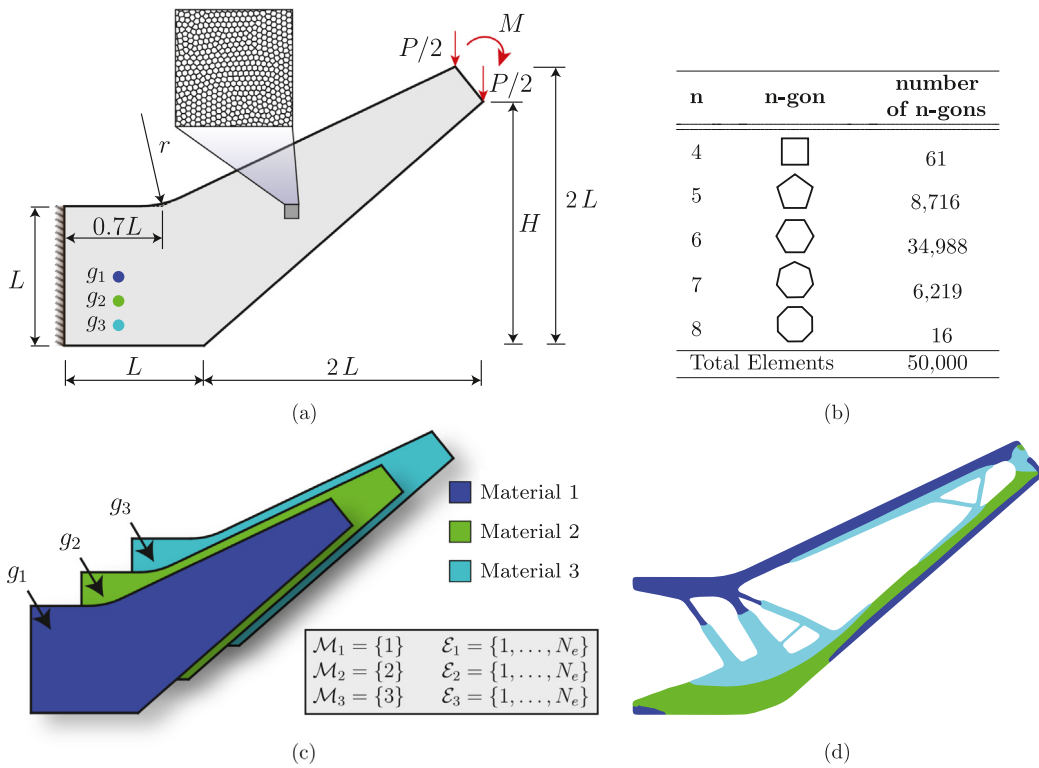 M
P/2
P/2
r
0.7L
L
g₁
g₂
g₃
H
2L
L
2L
(a)
n n-gon number of n-gons
4 61
5 8,716
6 34,988
7 6,219
8 16
Total Elements 50,000
(b)
g₃
g₂
g₁
Material 1
Material 2
Material 3
ℳ₁ = {1} ℰ₁ = {1, …, Nₑ}
ℳ₂ = {2} ℰ₂ = {1, …, Nₑ}
ℳ₃ = {3} ℰ₃ = {1, …, Nₑ}
(c)
(d)